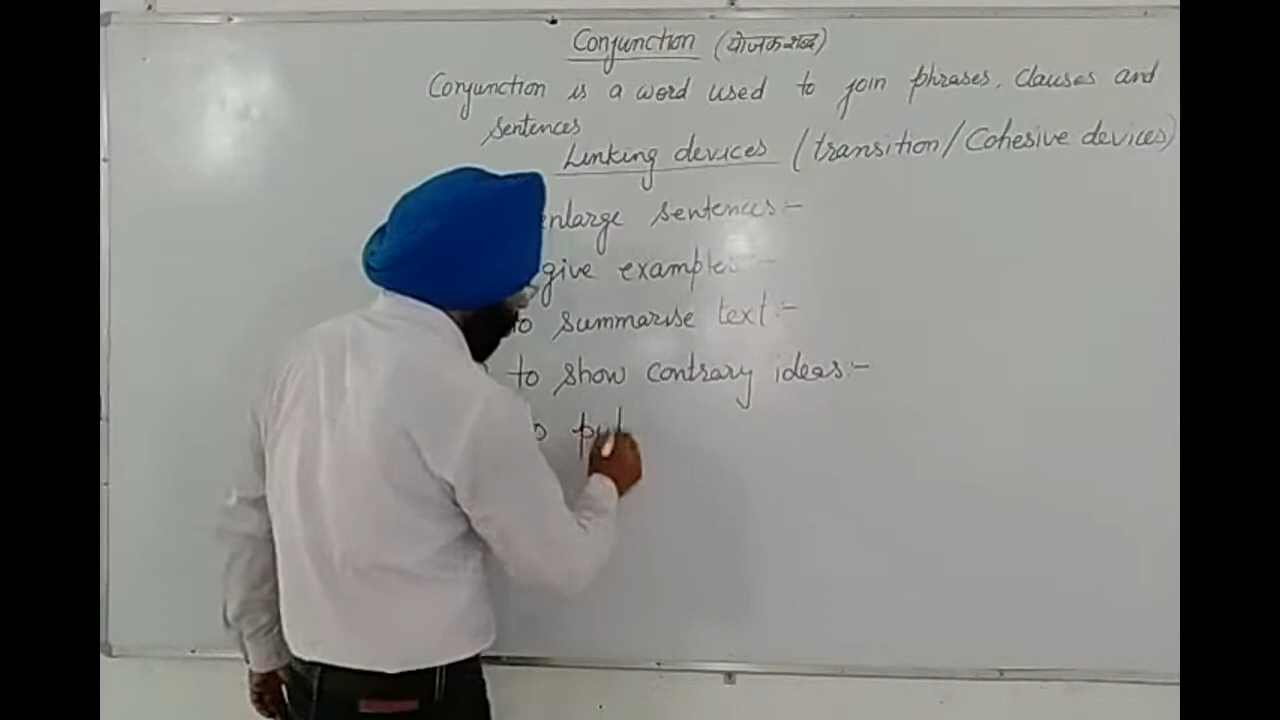 Conjunction (योजक शब्द)
Conjunction is a word used to join phrases, clauses and
sentences
Linking devices (transition/Cohesive devices)
enlarge sentences:-
give examples:-
to summarise text:-
to show contrary ideas:-
put